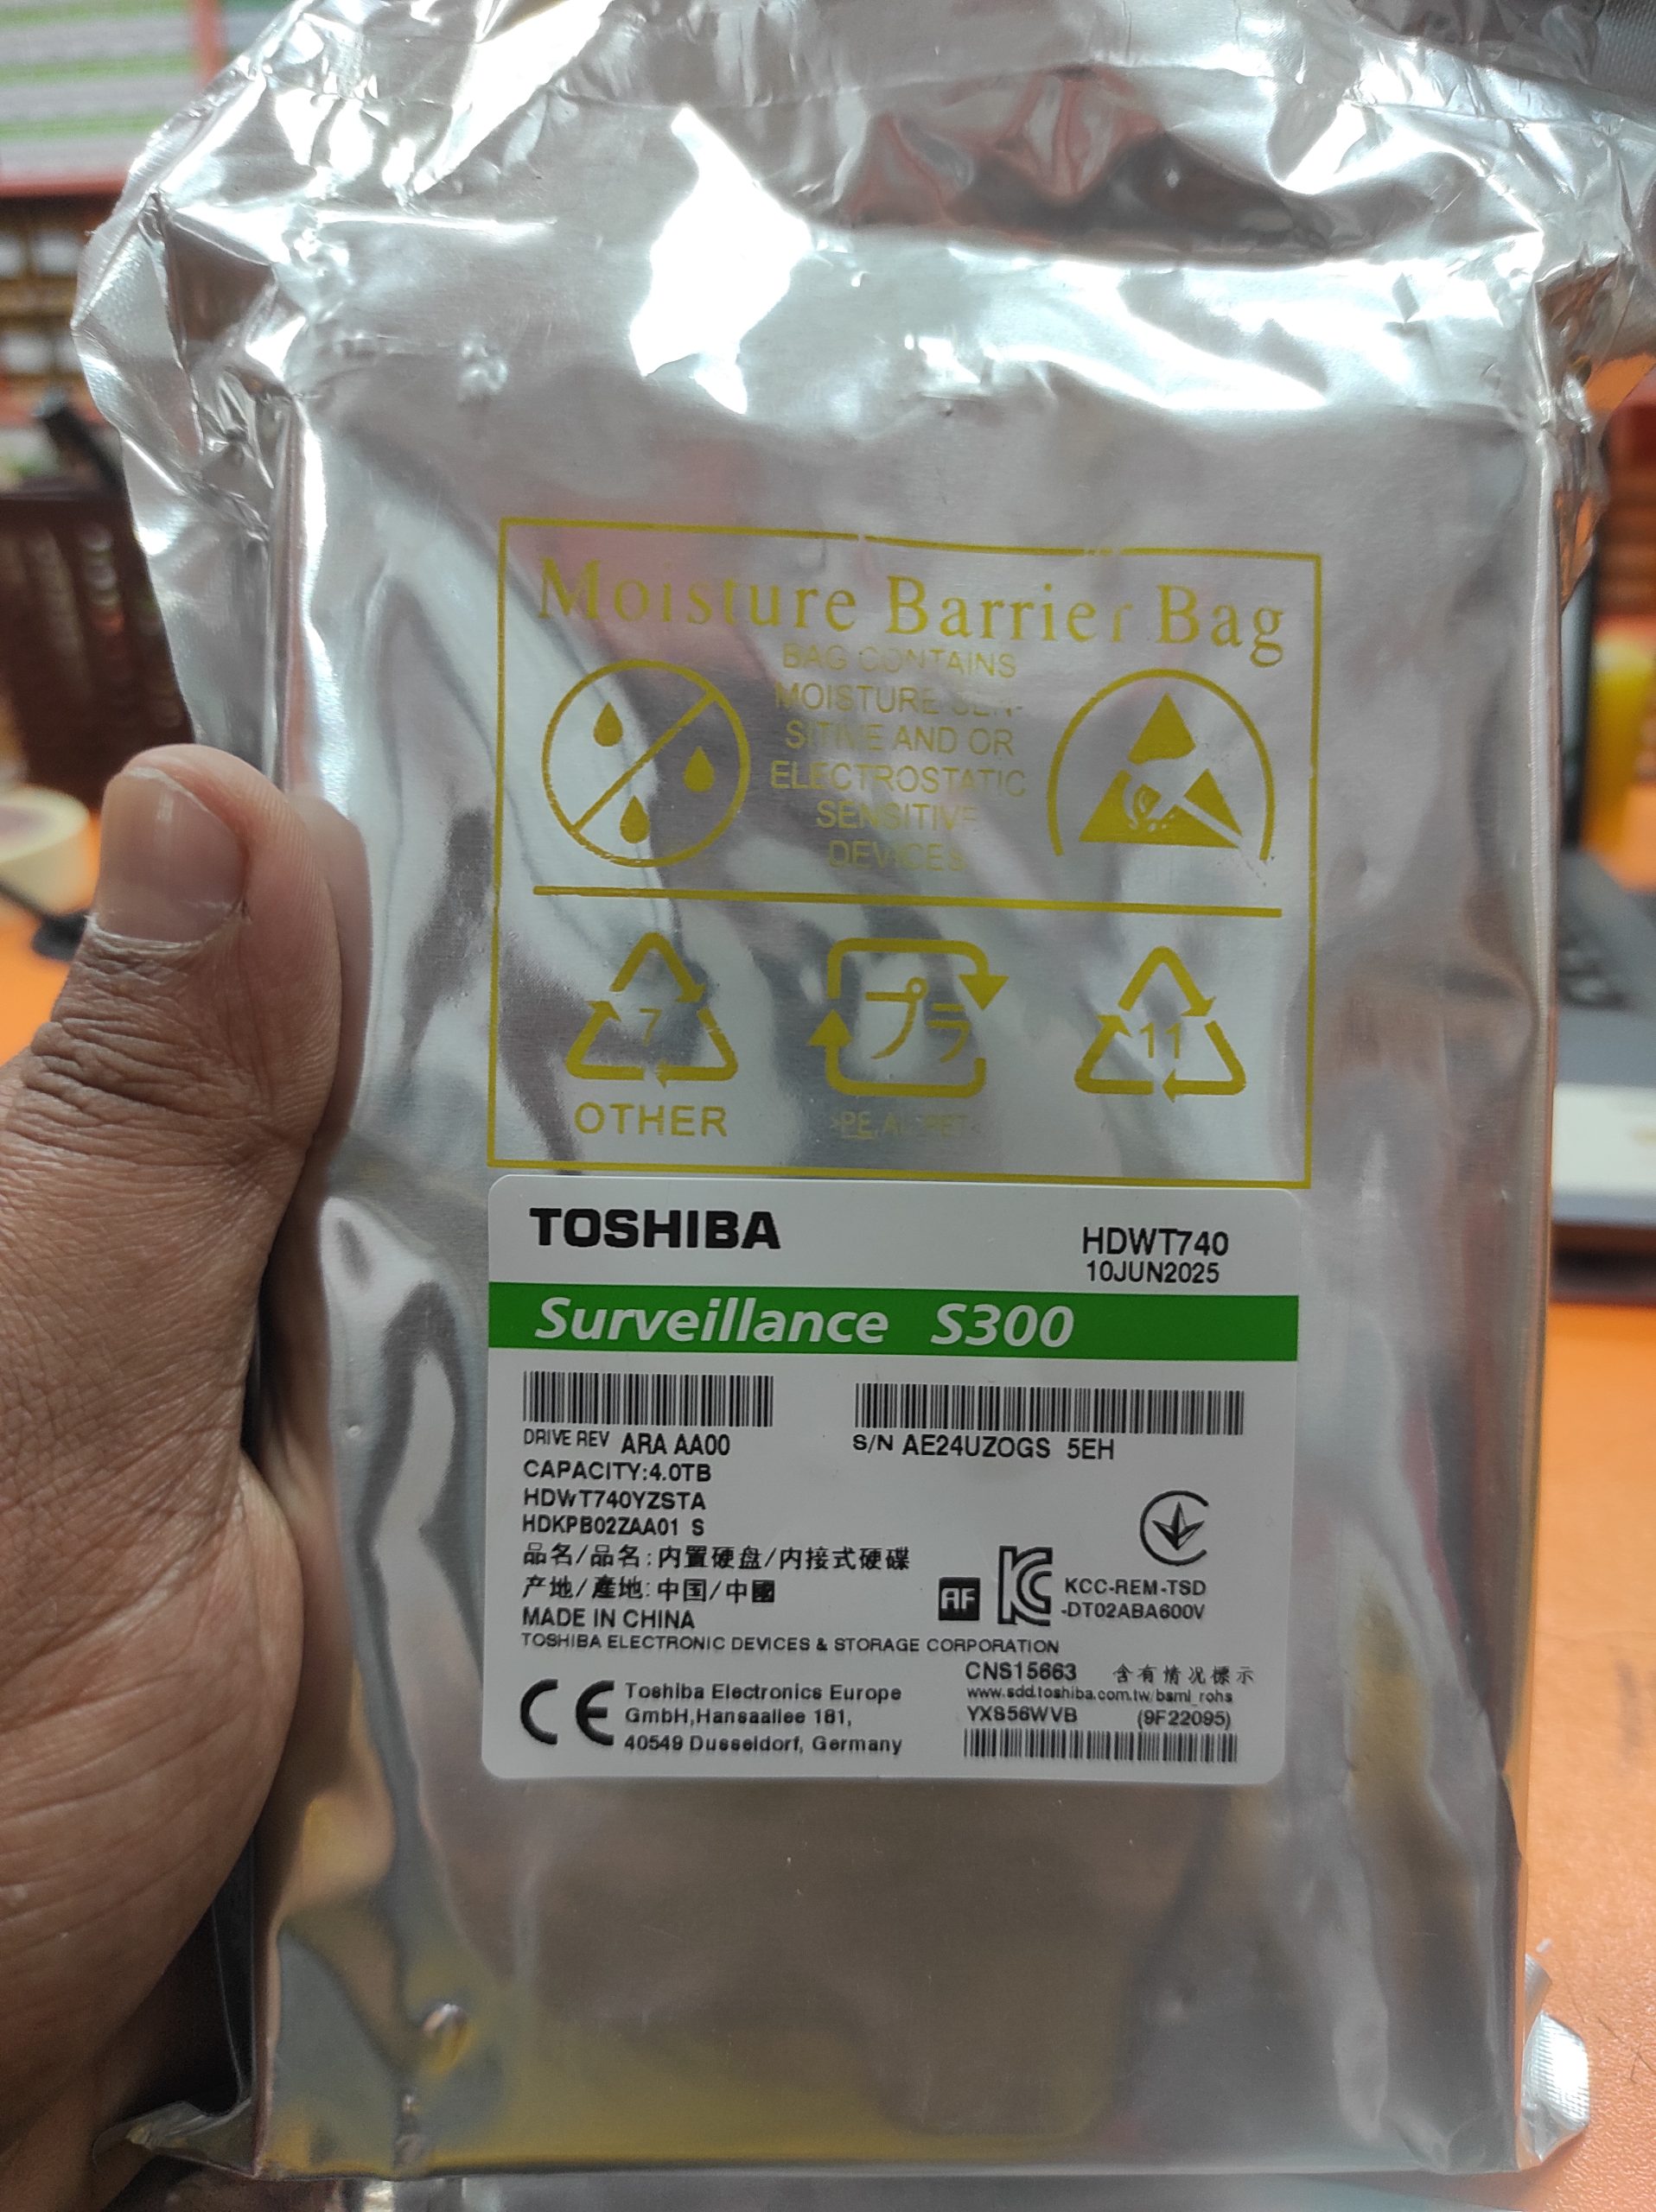 Moisture Barrier Bag
BAG CONTAINS
MOISTURE SEN-
SITIVE AND OR
ELECTROSTATIC
SENSITIVE
DEVICES
7
プラ
11
OTHER
TOSHIBA
HDWT740
10JUN2025
Surveillance S300
DRIVE REV ARA AA00
S/N AE24UZOGS 5EH
CAPACITY:4.0TB
HDWT740YZSTA
HDKPB02ZAA01 S
品名/品名:内置硬盘/内接式硬碟
产地/產地:中国/中國
MADE IN CHINA
AF
KCC-REM-TSD
-DT02ABA600V
TOSHIBA ELECTRONIC DEVICES & STORAGE CORPORATION
CE
Toshiba Electronics Europe
GmbH,Hansaallee 181,
40549 Dusseldorf, Germany
CNS15663 含有情况標示
www.sdd.toshiba.com.tw/bsmi_rohs
YXS56WVB (9F22095)